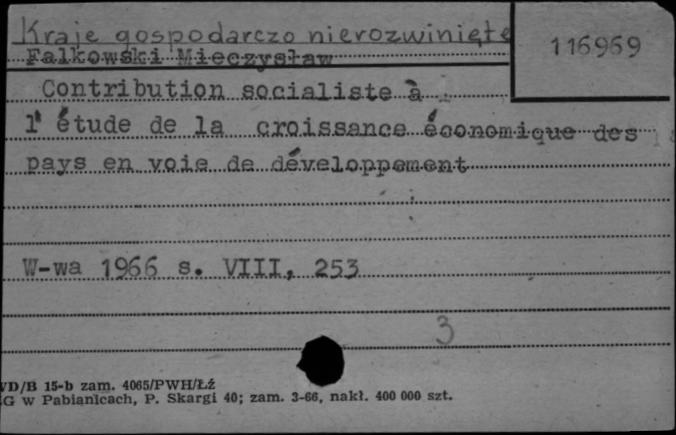 Kraje gospodarczo nierozwinięte
116969
Falkowski Mieczysław
Contribution socialiste à
l'étude de la croissance économique des
pays en voie de développement
W-wa 1966 s. VIII, 253
3
VD/B 15-b zam. 4065/PWH/Łź
G w Pabianicach, P. Skargi 40; zam. 3-66, nakł. 400 000 szt.